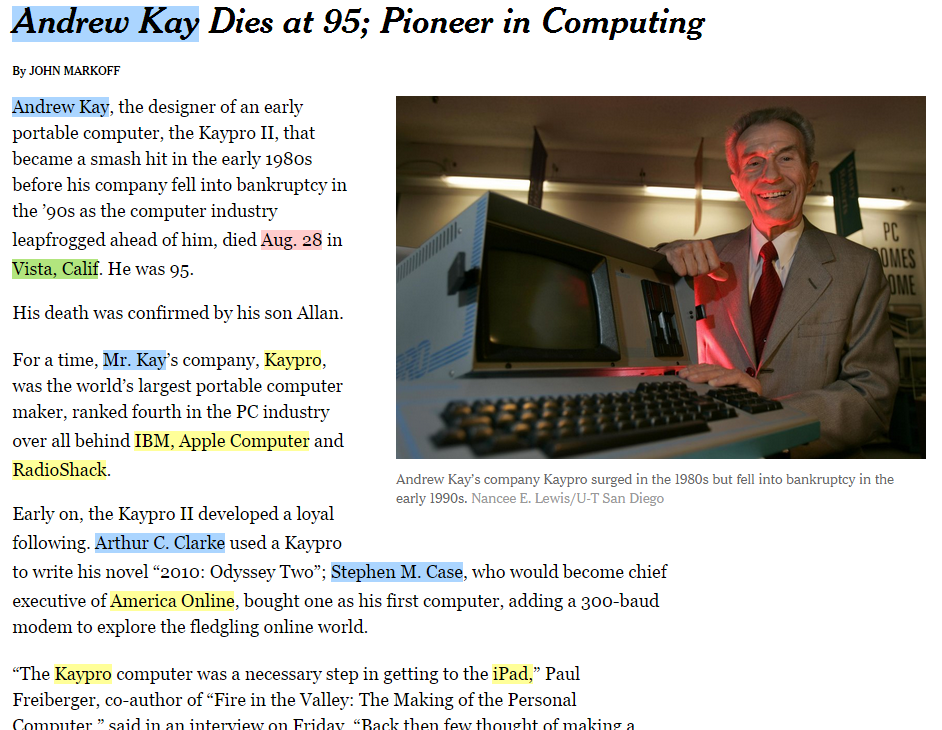 Andrew Kay Dies at 95; Pioneer in Computing
By JOHN MARKOFF
Andrew Kay, the designer of an early
portable computer, the Kaypro II, that
became a smash hit in the early 1980s
before his company fell into bankruptcy in
the ’90s as the computer industry
leapfrogged ahead of him, died Aug. 28 in
Vista, Calif. He was 95.
His death was confirmed by his son Allan.
For a time, Mr. Kay’s company, Kaypro,
was the world’s largest portable computer
maker, ranked fourth in the PC industry
over all behind IBM, Apple Computer and
RadioShack.
PC
COMES
HOME
Andrew Kay’s company Kaypro surged in the 1980s but fell into bankruptcy in the
early 1990s. Nancee E. Lewis/U-T San Diego
Early on, the Kaypro II developed a loyal
following. Arthur C. Clarke used a Kaypro
to write his novel “2010: Odyssey Two”; Stephen M. Case, who would become chief
executive of America Online, bought one as his first computer, adding a 300-baud
modem to explore the fledgling online world.
“The Kaypro computer was a necessary step in getting to the iPad,” Paul
Freiberger, co-author of “Fire in the Valley: The Making of the Personal
Computer,” said in an interview on Friday. “Back then few thought of making a